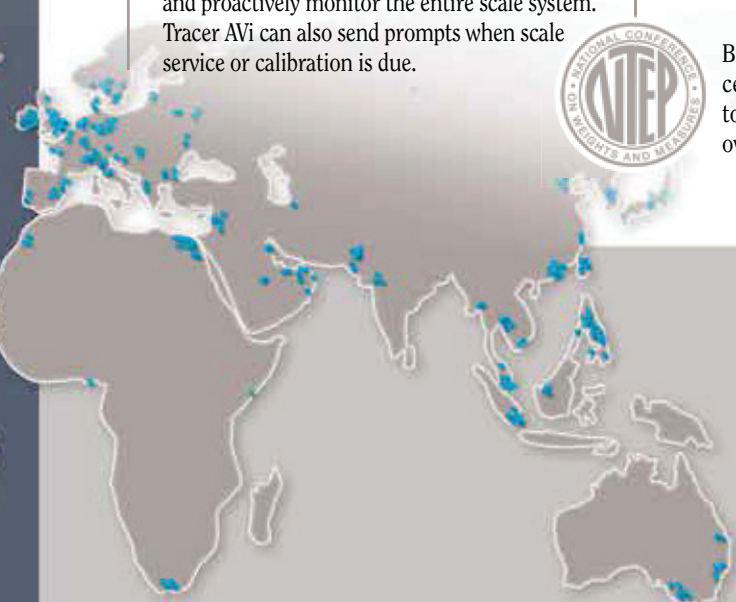 and proactively monitor the entire scale system.
Tracer AVi can also send prompts when scale
service or calibration is due.
NATIONAL CONFERENCE
ON WEIGHTS AND MEASURES
NTEP
B
ce
to
ov